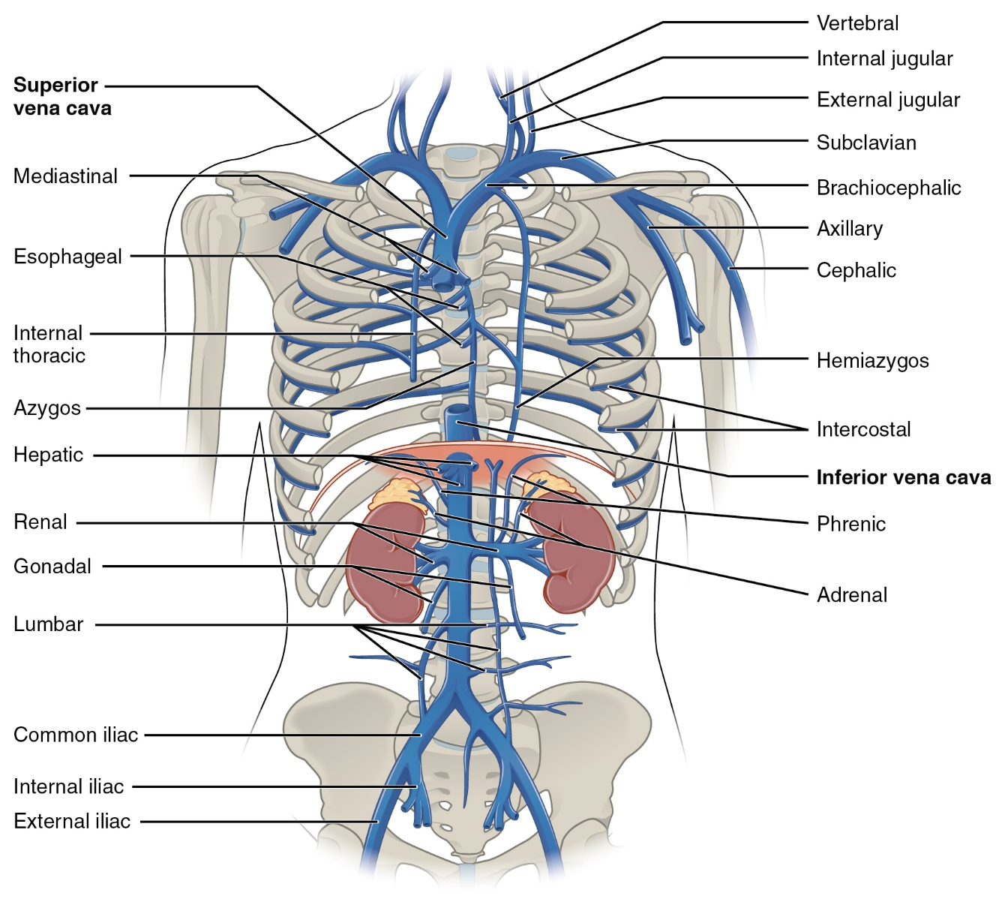 Superior
vena cava
Mediastinal
Esophageal
Internal
thoracic
Azygos
Hepatic
Renal
Gonadal
Lumbar
Common iliac
Internal iliac
External iliac
Vertebral
Internal jugular
External jugular
Subclavian
Brachiocephalic
Axillary
Cephalic
Hemiazygos
Intercostal
Inferior vena cava
Phrenic
Adrenal